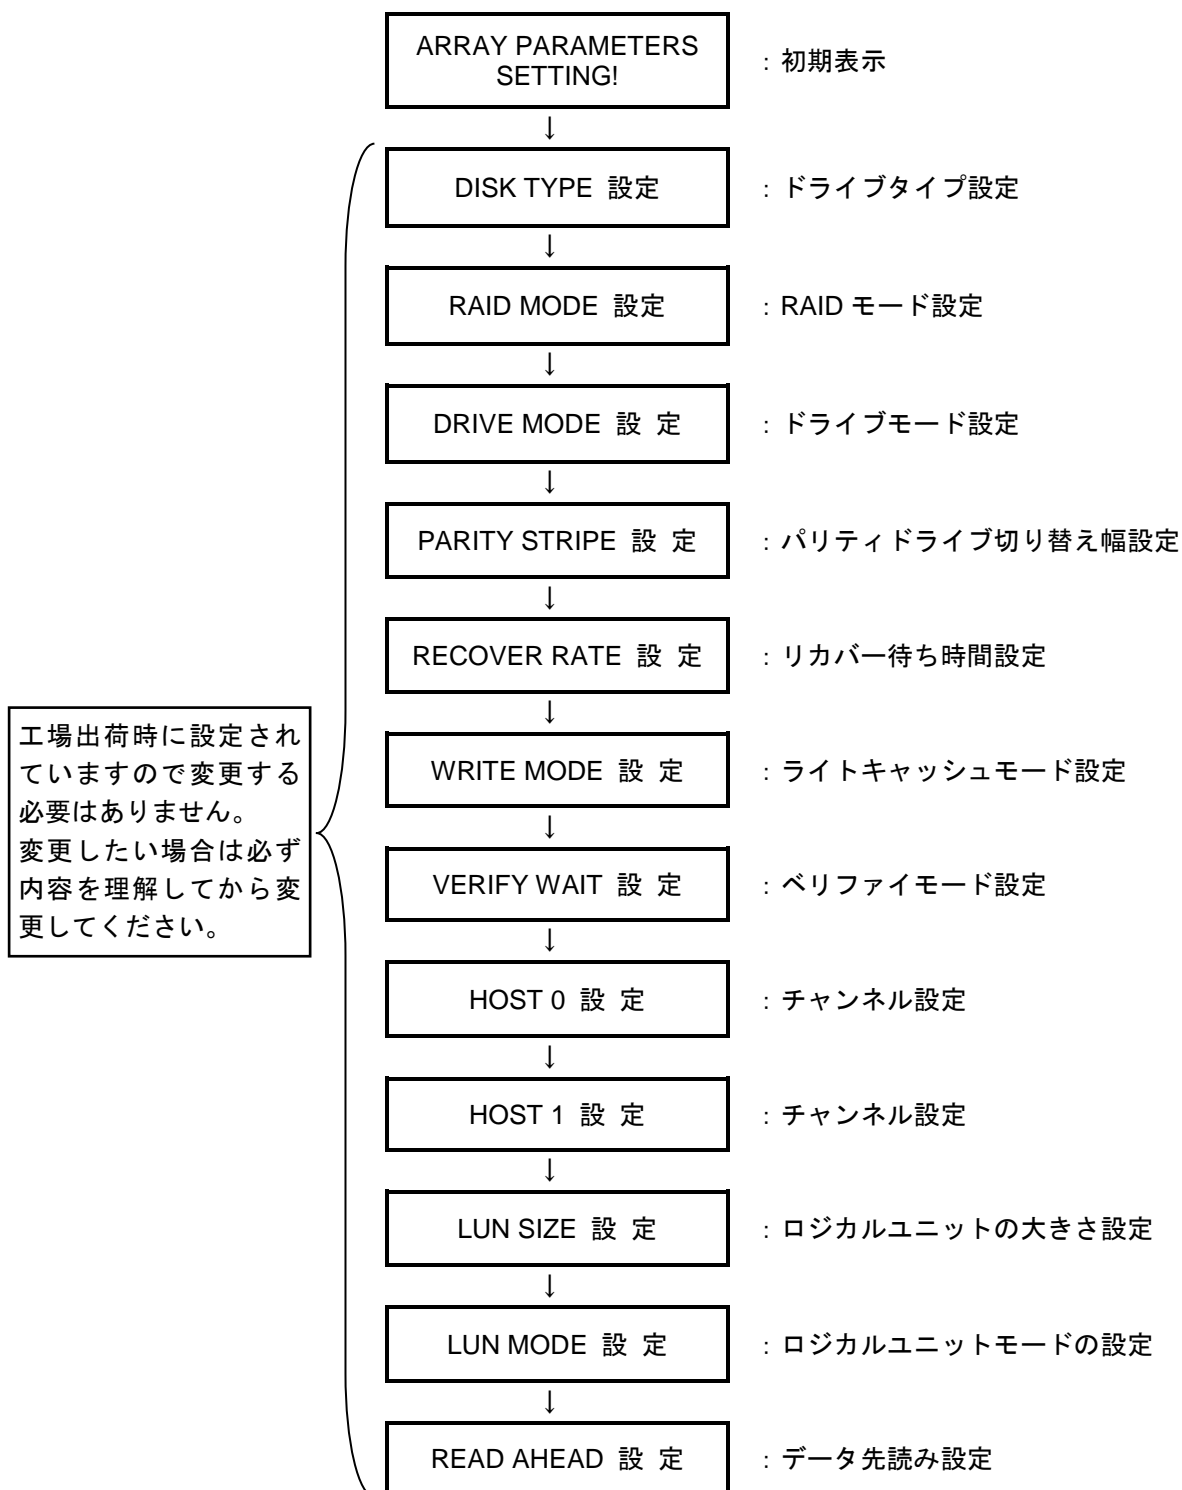 ARRAY PARAMETERS
SETTING!
: 初期表示
↓
DISK TYPE 設定
: ドライブタイプ設定
↓
RAID MODE 設定
: RAID モード設定
↓
DRIVE MODE 設 定
: ドライブモード設定
↓
PARITY STRIPE 設 定
: パリティドライブ切り替え幅設定
↓
RECOVER RATE 設 定
: リカバー待ち時間設定
↓
工場出荷時に設定され
ていますので変更する
必要はありません。
変更したい場合は必ず
内容を理解してから変
更してください。
WRITE MODE 設 定
: ライトキャッシュモード設定
↓
VERIFY WAIT 設 定
: ベリファイモード設定
↓
HOST 0 設 定
: チャンネル設定
↓
HOST 1 設 定
: チャンネル設定
↓
LUN SIZE 設 定
: ロジカルユニットの大きさ設定
↓
LUN MODE 設 定
: ロジカルユニットモードの設定
↓
READ AHEAD 設 定
: データ先読み設定